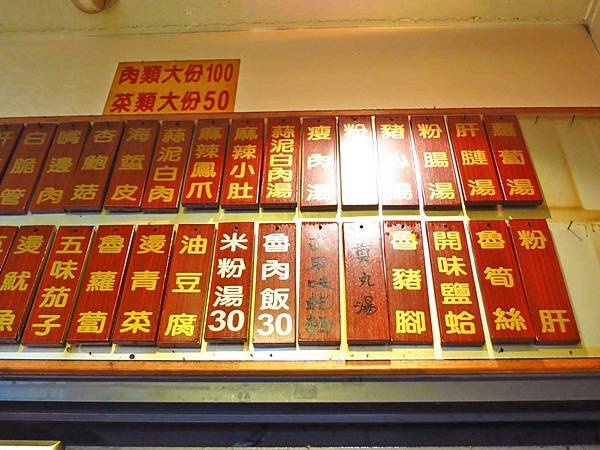 肉類大份100
菜類大份50
白脆管
嘴邊肉
杏鮑菇
海蜇皮
蒜泥白肉
麻辣鳳爪
麻辣小肚
蒜泥白肉湯
瘦肉湯
粉
豬心湯
粉腸湯
肝腱湯
蘿蔔湯
燙魷魚
五味茄子
魯蘿蔔
燙青菜
油豆腐
米粉湯30
魯肉飯30
丸湯
魯豬腳
開味鹽蛤
魯筍絲
粉肝